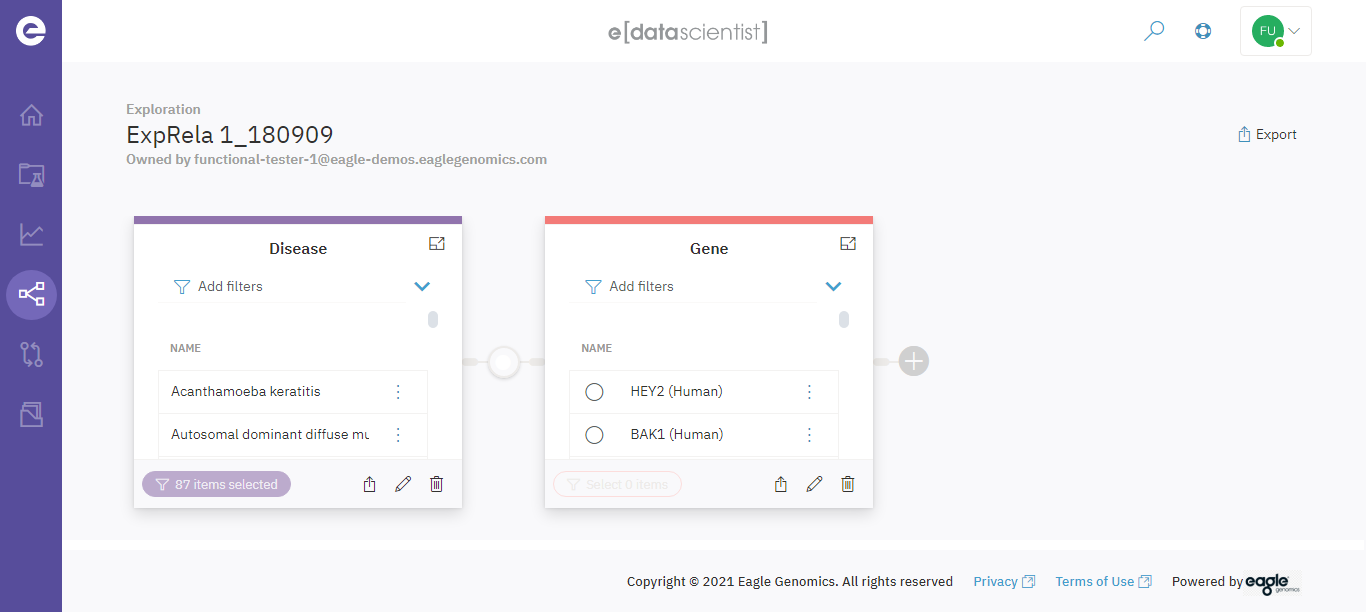 e[datascientist]
FU
Exploration
ExpRela 1_180909
Owned by functional-tester-1@eagle-demos.eaglegenomics.com
Export
Disease
Add filters
NAME
Acanthamoeba keratitis
Autosomal dominant diffuse mu
87 items selected
Gene
Add filters
NAME
HEY2 (Human)
BAK1 (Human)
Select 0 items
Copyright © 2021 Eagle Genomics. All rights reserved Privacy Terms of Use Powered by eagle genomics